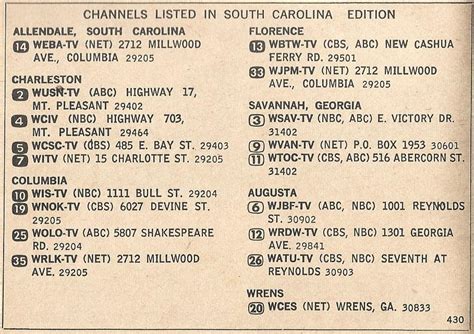 CHANNELS LISTED IN SOUTH CAROLINA EDITION
ALLENDALE, SOUTH CAROLINA
14 WEBA-TV (NET) 2712 MILLWOOD
AVE., COLUMBIA 29205
CHARLESTON
2 WUSN-TV (ABC) HIGHWAY 17,
MT. PLEASANT 29402
4 WCIV (NBC) HIGHWAY 703,
MT. PLEASANT 29464
5 WCSC-TV (CBS) 485 E. BAY ST. 29403
7 WITV (NET) 15 CHARLOTTE ST. 29205
COLUMBIA
10 WIS-TV (NBC) 1111 BULL ST. 29204
19 WNOK-TV (CBS) 6027 DEVINE ST.
29205
25 WOLO-TV (ABC) 5807 SHAKESPEARE
RD. 29204
35 WRLK-TV (NET) 2712 MILLWOOD
AVE. 29205
FLORENCE
13 WBTW-TV (CBS, ABC) NEW CASHUA
FERRY RD. 29501
33 WJPM-TV (NET) 2712 MILLWOOD
AVE., COLUMBIA 29205
SAVANNAH, GEORGIA
3 WSAV-TV (NBC, ABC) E. VICTORY DR.
31402
9 WVAN-TV (NET) P.O. BOX 1953 30601
11 WTOC-TV (CBS, ABC) 516 ABERCORN ST.
31402
AUGUSTA
6 WJBF-TV (ABC, NBC) 1001 REYNOLDS
ST. 30902
12 WRDW-TV (CBS, NBC) 1301 GEORGIA
AVE. 29841
26 WATU-TV (CBS, NBC) SEVENTH AT
REYNOLDS 30903
WRENS
20 WCES (NET) WRENS, GA. 30833
430